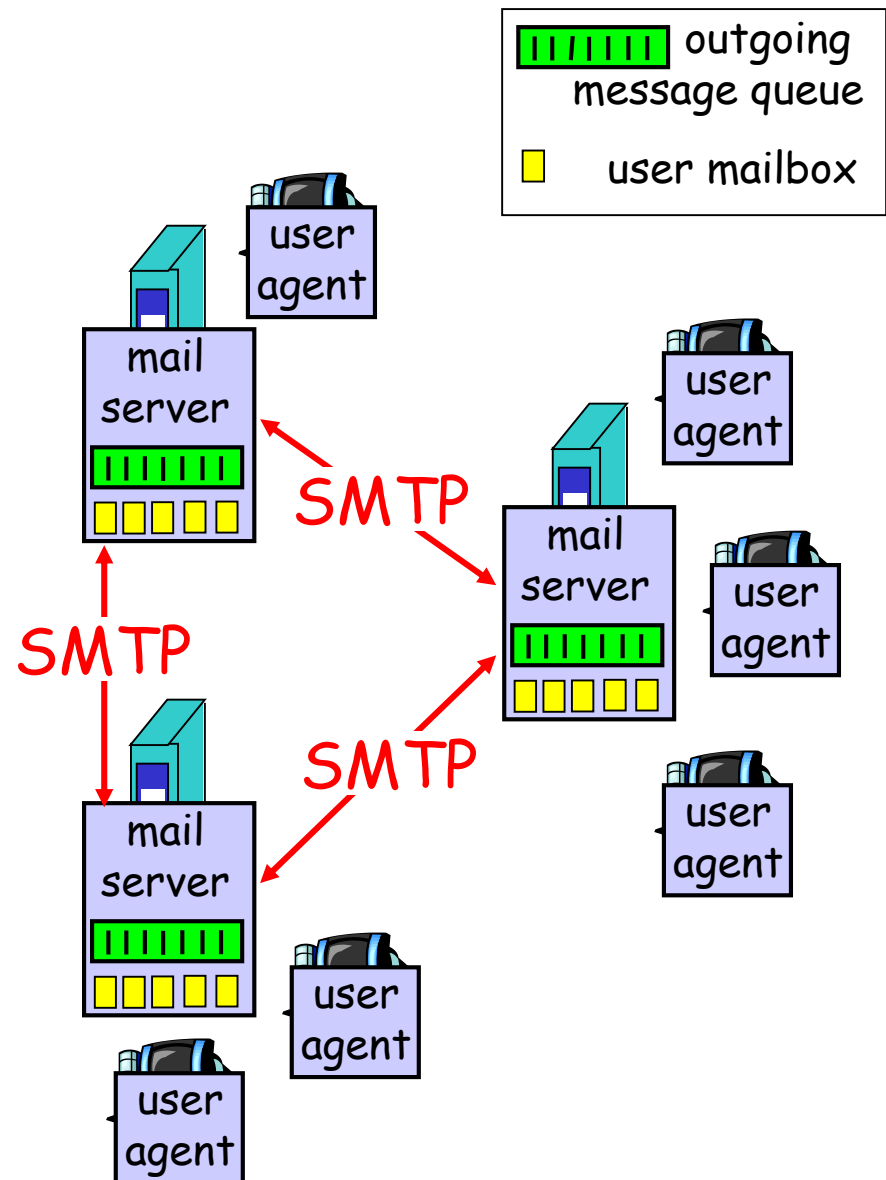 outgoing
message queue
user mailbox
user
agent
mail
server
user
agent
SMTP
mail
server
user
agent
SMTP
SMTP
user
agent
mail
server
user
agent
user
agent